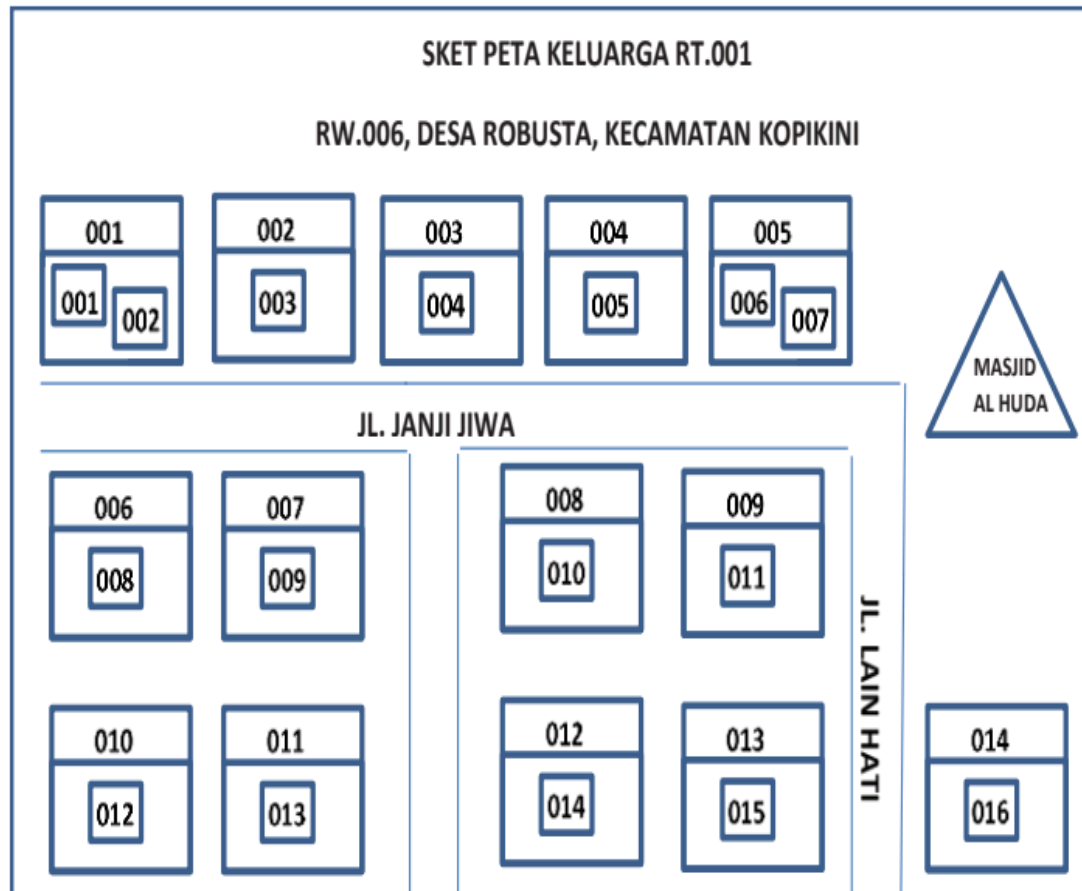 SKET PETA KELUARGA RT.001
RW.006, DESA ROBUSTA, KECAMATAN KOPIKINI
001 002 003 004 005
001 002 003 004 005 006 007
MASJID
AL HUDA
JL. JANJI JIWA
006 007 008 009
008 009 010 011
JL. LAIN HATI
010 011 012 013 014
012 013 014 015 016